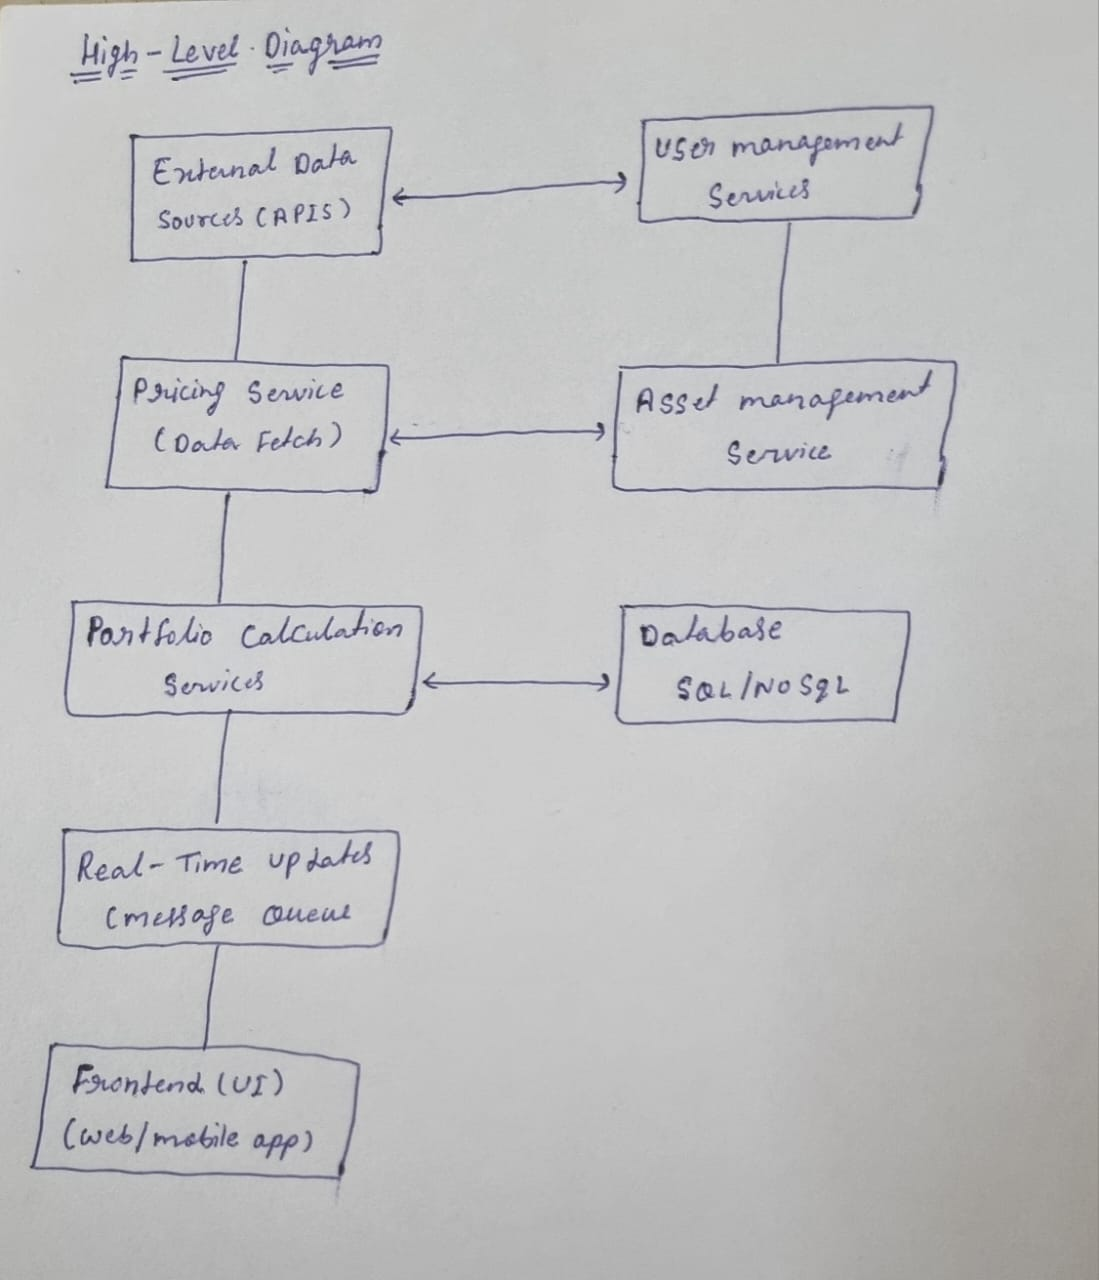 High-Level Diagram
External Data
Sources (APIS)
User management
Services
Pricing Service
(Data Fetch)
Asset management
Service
Portfolio Calculation
Services
Database
SQL/NOSQL
Real-Time updates
(message Queue
Frontend (UI)
(web/mobile app)